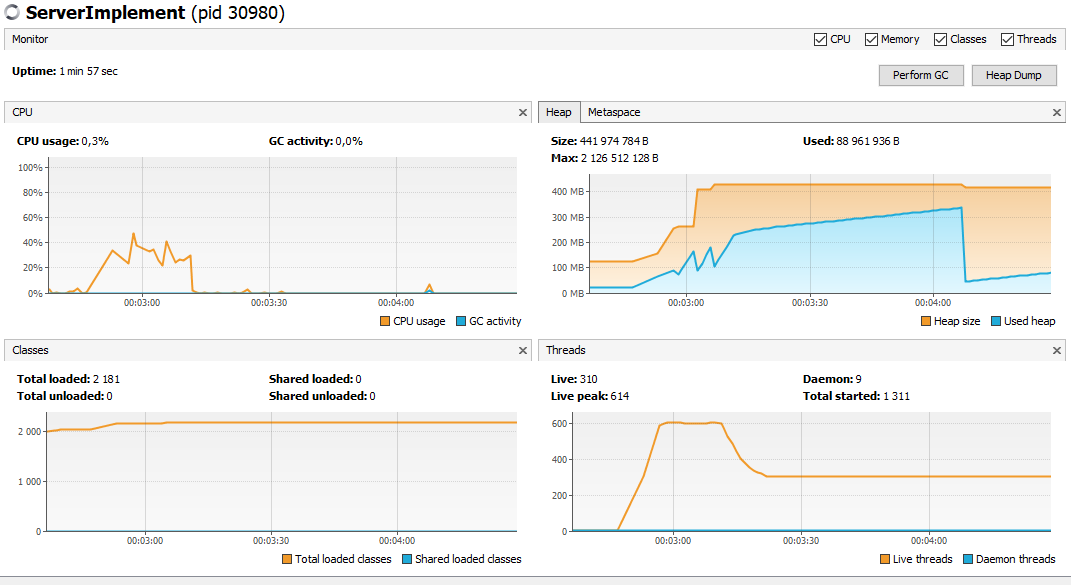 ServerImplement (pid 30980)
Monitor
CPU Memory Classes Threads
Uptime: 1 min 57 sec
Perform GC Heap Dump
CPU
CPU usage: 0,3% GC activity: 0,0%
100%
80%
60%
40%
20%
0%
00:03:00 00:03:30 00:04:00
CPU usage GC activity
Heap Metaspace
Size: 441 974 784 B Used: 88 961 936 B
Max: 2 126 512 128 B
400 MB
300 MB
200 MB
100 MB
0 MB
00:03:00 00:03:30 00:04:00
Heap size Used heap
Classes
Total loaded: 2 181 Shared loaded: 0
Total unloaded: 0 Shared unloaded: 0
2 000
1 000
0
00:03:00 00:03:30 00:04:00
Total loaded classes Shared loaded classes
Threads
Live: 310 Daemon: 9
Live peak: 614 Total started: 1 311
600
400
200
0
00:03:00 00:03:30 00:04:00
Live threads Daemon threads